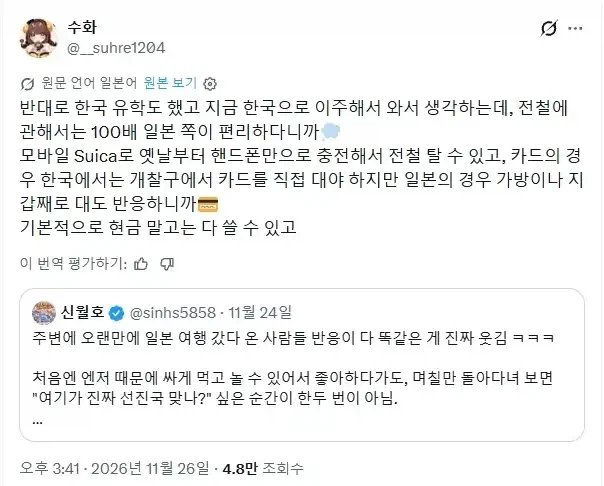 수화
@__suhre1204
원문 언어 일본어 원본 보기
반대로 한국 유학도 했고 지금 한국으로 이주해서 와서 생각하는데, 전철에
관해서는 100배 일본 쪽이 편리하다니까
모바일 Suica로 옛날부터 핸드폰만으로 충전해서 전철 탈 수 있고, 카드의 경
우 한국에서는 개찰구에서 카드를 직접 대야 하지만 일본의 경우 가방이나 지
갑째로 대도 반응하니까💳
기본적으로 현금 말고는 다 쓸 수 있고
이 번역 평가하기:
신월호 @sinhs5858 · 11월 24일
주변에 오랜만에 일본 여행 갔다 온 사람들 반응이 다 똑같은 게 진짜 웃김 ㅋㅋㅋ
처음엔 엔저 때문에 싸게 먹고 놀 수 있어서 좋아하다가도, 며칠만 돌아다녀 보면
"여기가 진짜 선진국 맞나?" 싶은 순간이 한두 번이 아님.
...
오후 3:41 · 2026년 11월 26일 · 4.8만 조회수